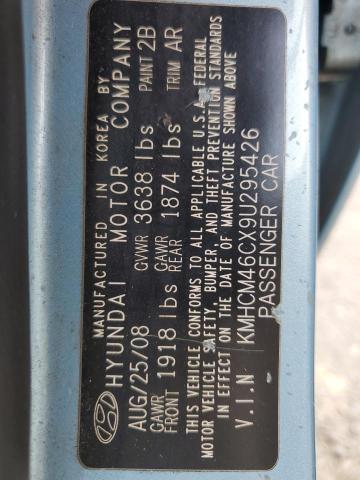 MANUFACTURED IN KOREA BY
HYUNDAI MOTOR COMPANY
AUG/25/08 GVWR 3638 lbs PAINT 2B
GAWR FRONT 1918 lbs GAWR REAR 1874 lbs TRIM AR
THIS VEHICLE CONFORMS TO ALL APPLICABLE U.S.A. FEDERAL
MOTOR VEHICLE SAFETY, BUMPER, AND THEFT PREVENTION STANDARDS
IN EFFECT ON THE DATE OF MANUFACTURE SHOWN ABOVE
V.I.N KMHCM46CX9U295426
PASSENGER CAR